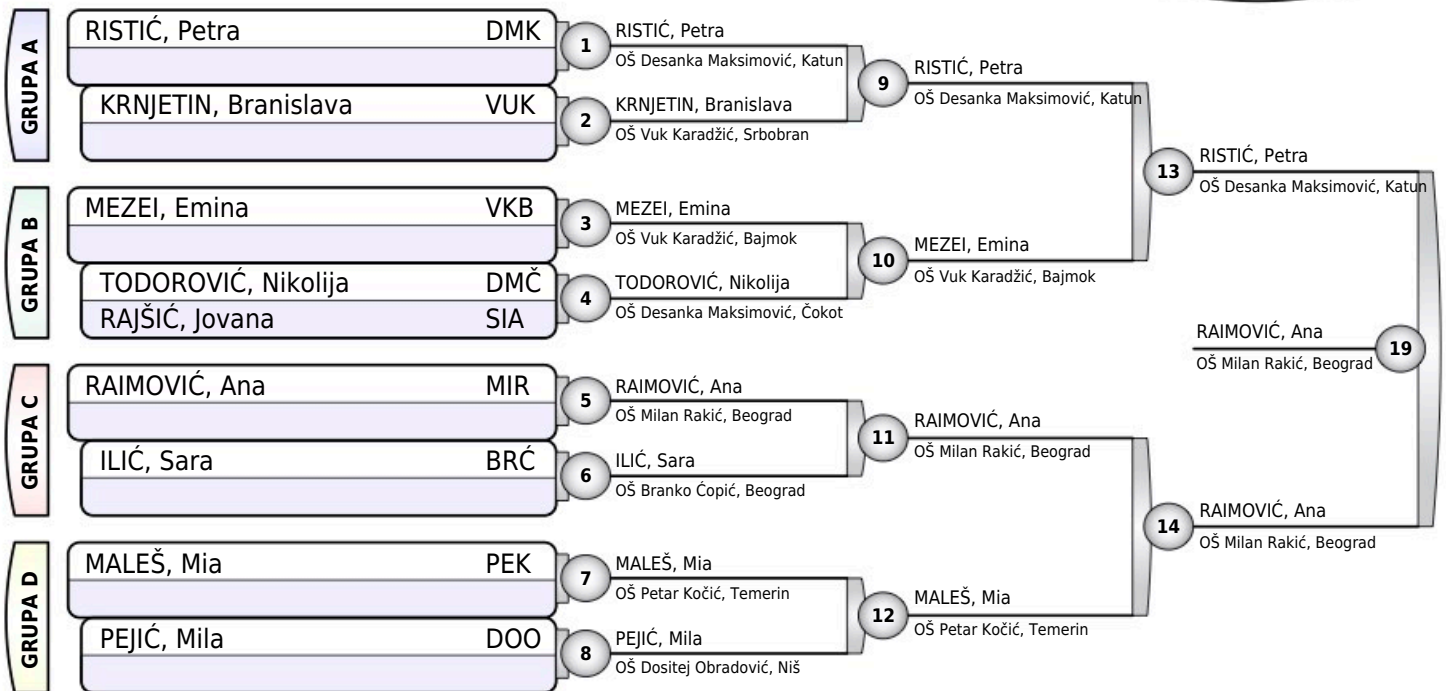 GRUPA A
RISTIĆ, Petra DMK
KRNJETIN, Branislava VUK
1
RISTIĆ, Petra
OŠ Desanka Maksimović, Katun
2
KRNJETIN, Branislava
OŠ Vuk Karadžić, Srbobran
9
RISTIĆ, Petra
OŠ Desanka Maksimović, Katun
GRUPA B
MEZEI, Emina VKB
TODOROVIĆ, Nikolija DMČ
RAJŠIĆ, Jovana SIA
3
MEZEI, Emina
OŠ Vuk Karadžić, Bajmok
4
TODOROVIĆ, Nikolija
OŠ Desanka Maksimović, Čokot
10
MEZEI, Emina
OŠ Vuk Karadžić, Bajmok
13
RISTIĆ, Petra
OŠ Desanka Maksimović, Katun
GRUPA C
RAIMOVIĆ, Ana MIR
ILIĆ, Sara BRĆ
5
RAIMOVIĆ, Ana
OŠ Milan Rakić, Beograd
6
ILIĆ, Sara
OŠ Branko Ćopić, Beograd
11
RAIMOVIĆ, Ana
OŠ Milan Rakić, Beograd
GRUPA D
MALEŠ, Mia PEK
PEJIĆ, Mila DOO
7
MALEŠ, Mia
OŠ Petar Kočić, Temerin
8
PEJIĆ, Mila
OŠ Dositej Obradović, Niš
12
MALEŠ, Mia
OŠ Petar Kočić, Temerin
14
RAIMOVIĆ, Ana
OŠ Milan Rakić, Beograd
RAIMOVIĆ, Ana
OŠ Milan Rakić, Beograd
19